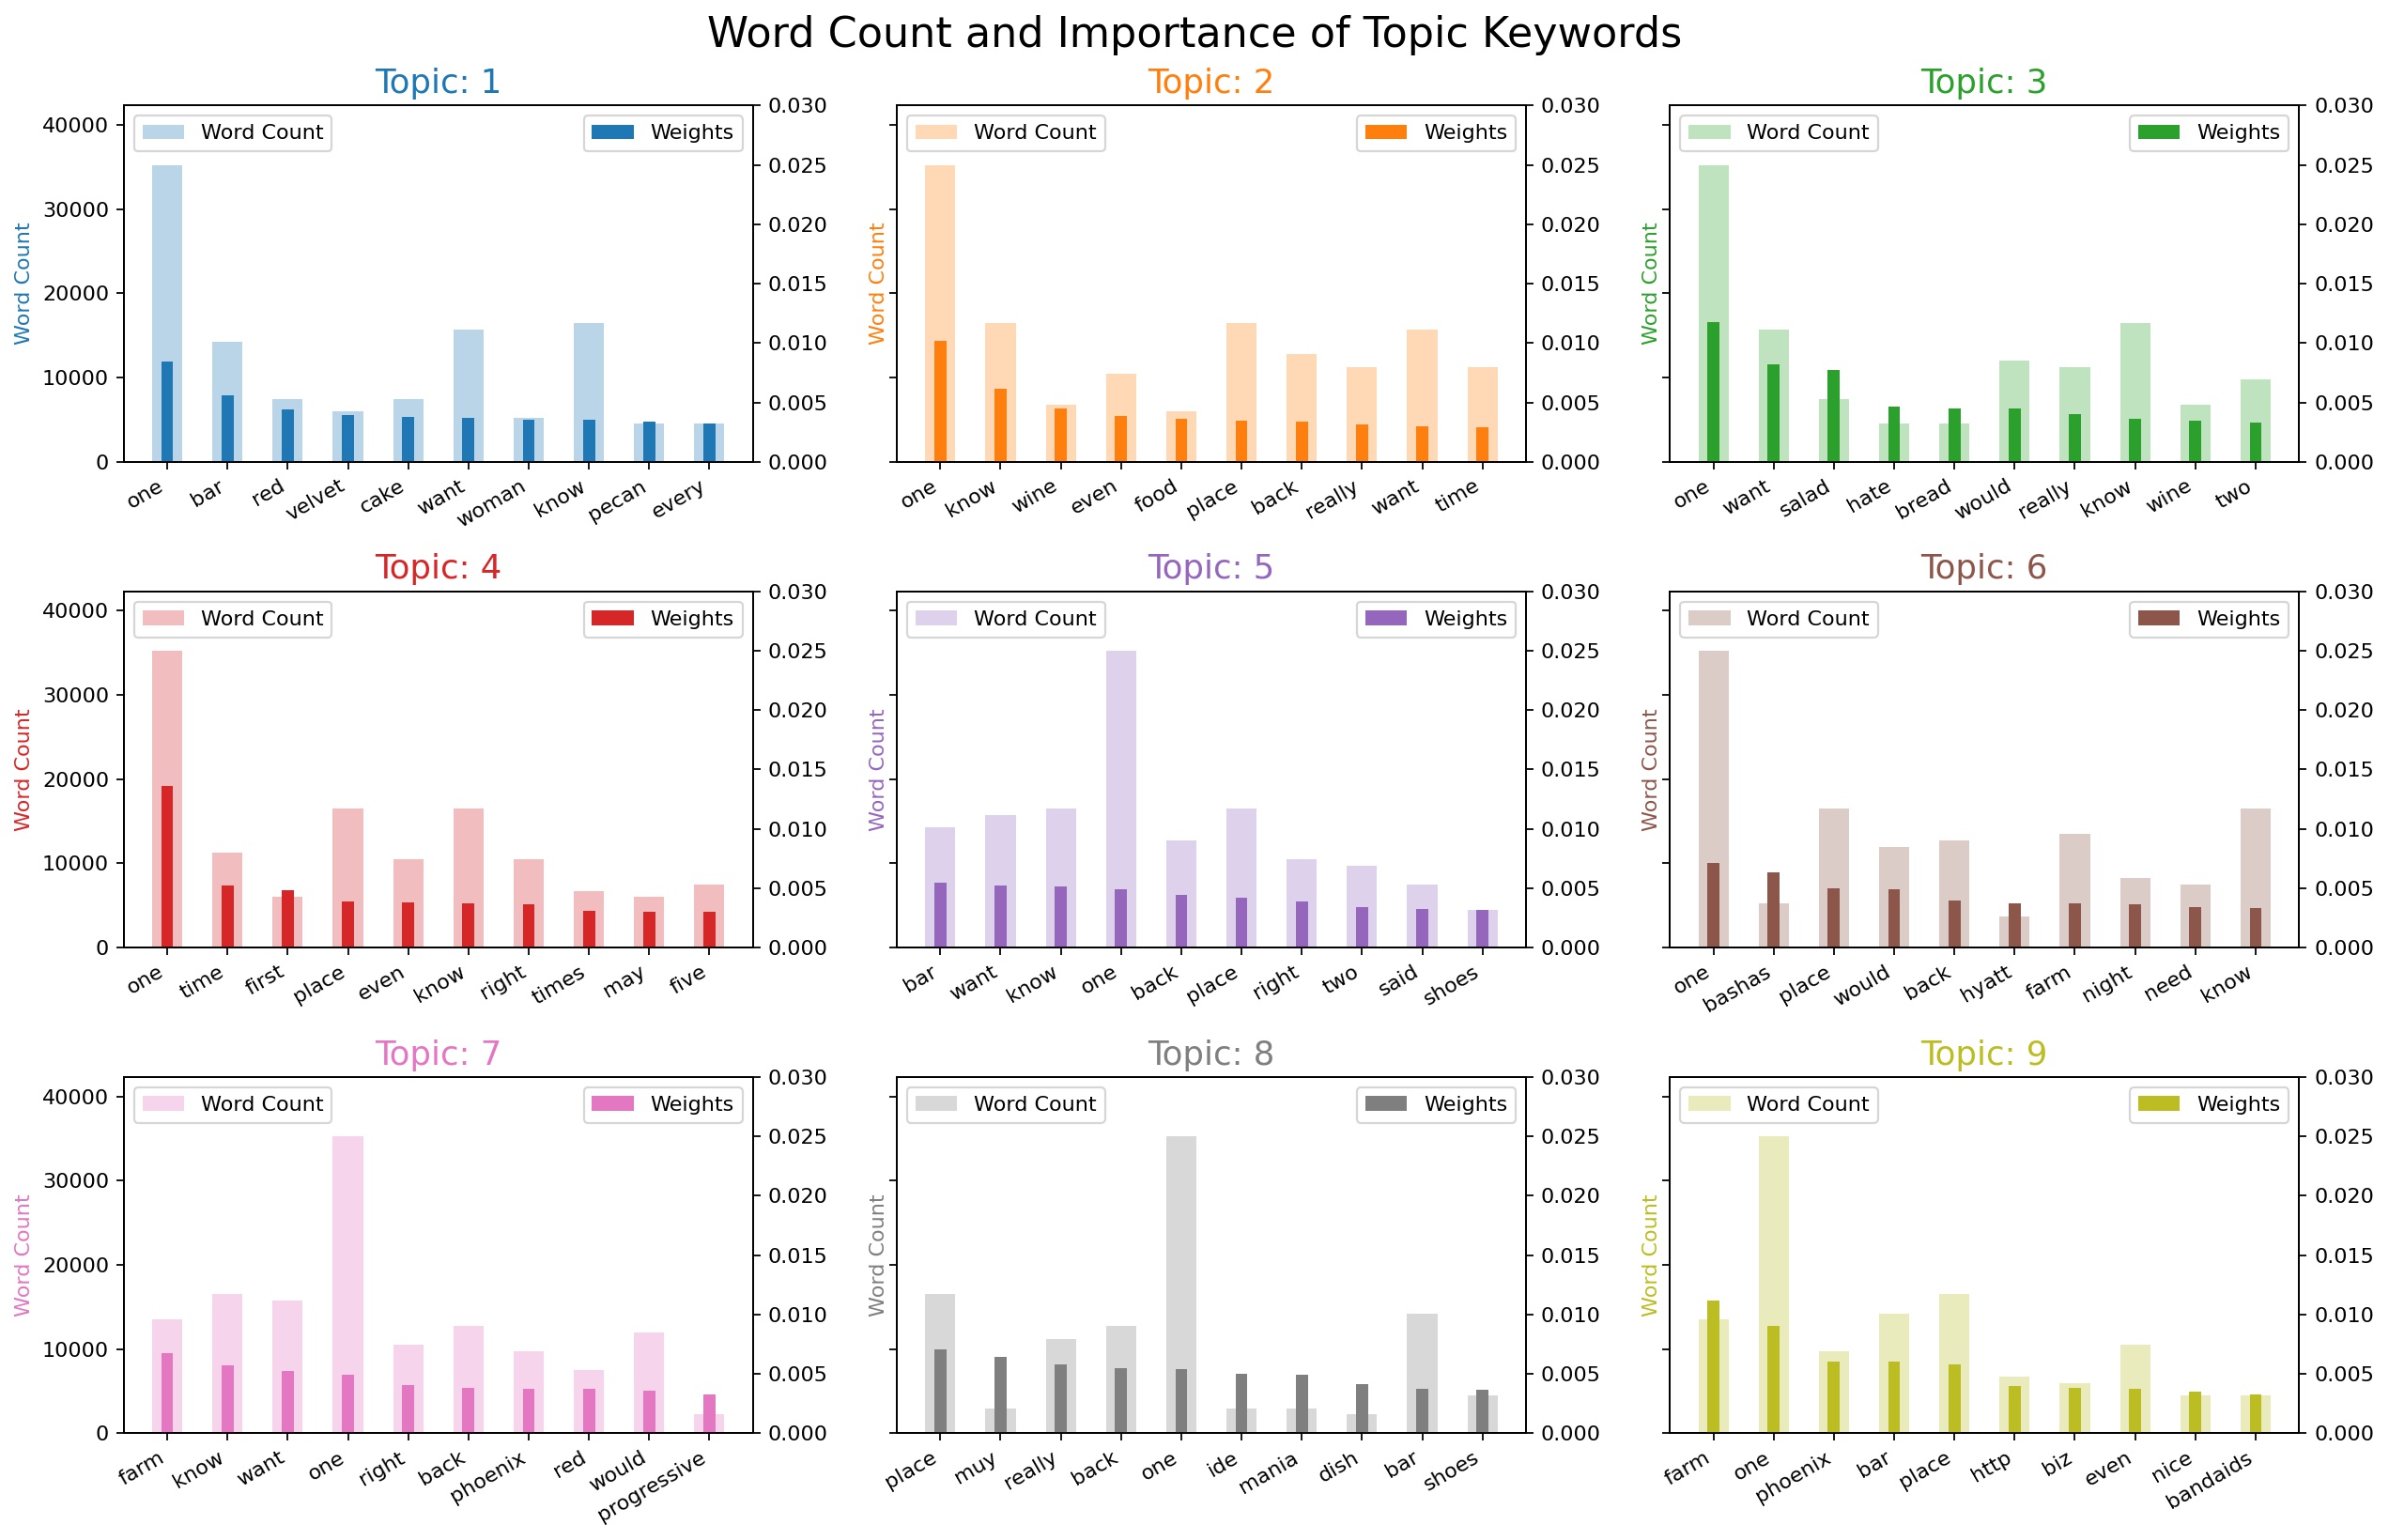 Word Count and Importance of Topic Keywords
Topic: 1
Word Count
Weights
Word Count
40000
30000
20000
10000
0
0.030
0.025
0.020
0.015
0.010
0.005
0.000
one bar red velvet cake want woman know pecan every
Topic: 2
Word Count
Weights
Word Count
0.030
0.025
0.020
0.015
0.010
0.005
0.000
one know wine even food place back really want time
Topic: 3
Word Count
Weights
Word Count
0.030
0.025
0.020
0.015
0.010
0.005
0.000
one want salad hate bread would really know wine two
Topic: 4
Word Count
Weights
Word Count
40000
30000
20000
10000
0
0.030
0.025
0.020
0.015
0.010
0.005
0.000
one time first place even know right times may five
Topic: 5
Word Count
Weights
Word Count
0.030
0.025
0.020
0.015
0.010
0.005
0.000
bar want know one back place right two said shoes
Topic: 6
Word Count
Weights
Word Count
0.030
0.025
0.020
0.015
0.010
0.005
0.000
one bashas place would back hyatt farm night need know
Topic: 7
Word Count
Weights
Word Count
40000
30000
20000
10000
0
0.030
0.025
0.020
0.015
0.010
0.005
0.000
farm know want one right back phoenix red would progressive
Topic: 8
Word Count
Weights
Word Count
0.030
0.025
0.020
0.015
0.010
0.005
0.000
place muy really back one ide mania dish bar shoes
Topic: 9
Word Count
Weights
Word Count
0.030
0.025
0.020
0.015
0.010
0.005
0.000
farm one phoenix bar place http biz even nice bandaids